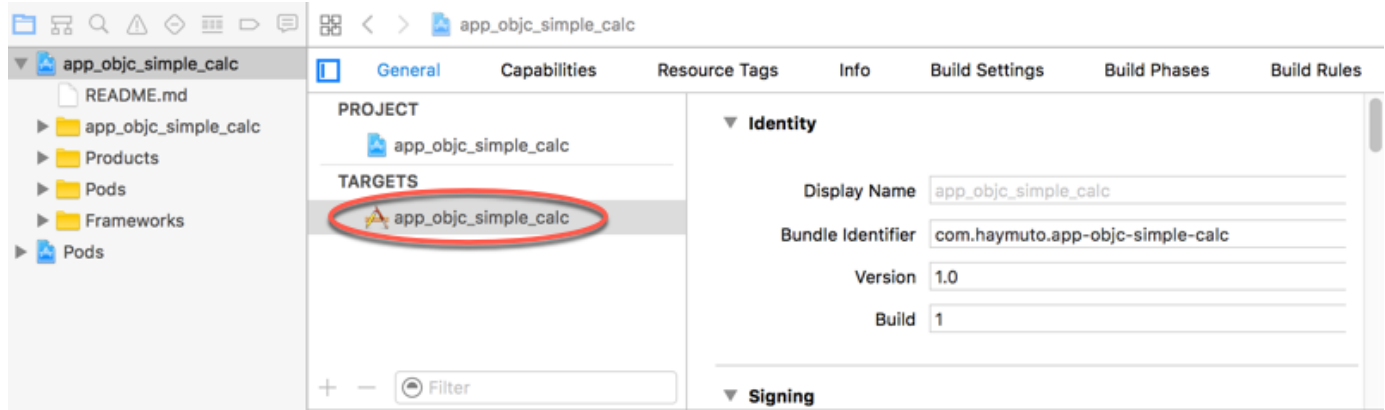 app_objc_simple_calc
app_objc_simple_calc
README.md
app_objc_simple_calc
Products
Pods
Frameworks
Pods
General Capabilities Resource Tags Info Build Settings Build Phases Build Rules
PROJECT
app_objc_simple_calc
TARGETS
app_objc_simple_calc
Filter
Identity
Display Name app_objc_simple_calc
Bundle Identifier com.haymuto.app-objc-simple-calc
Version 1.0
Build 1
Signing